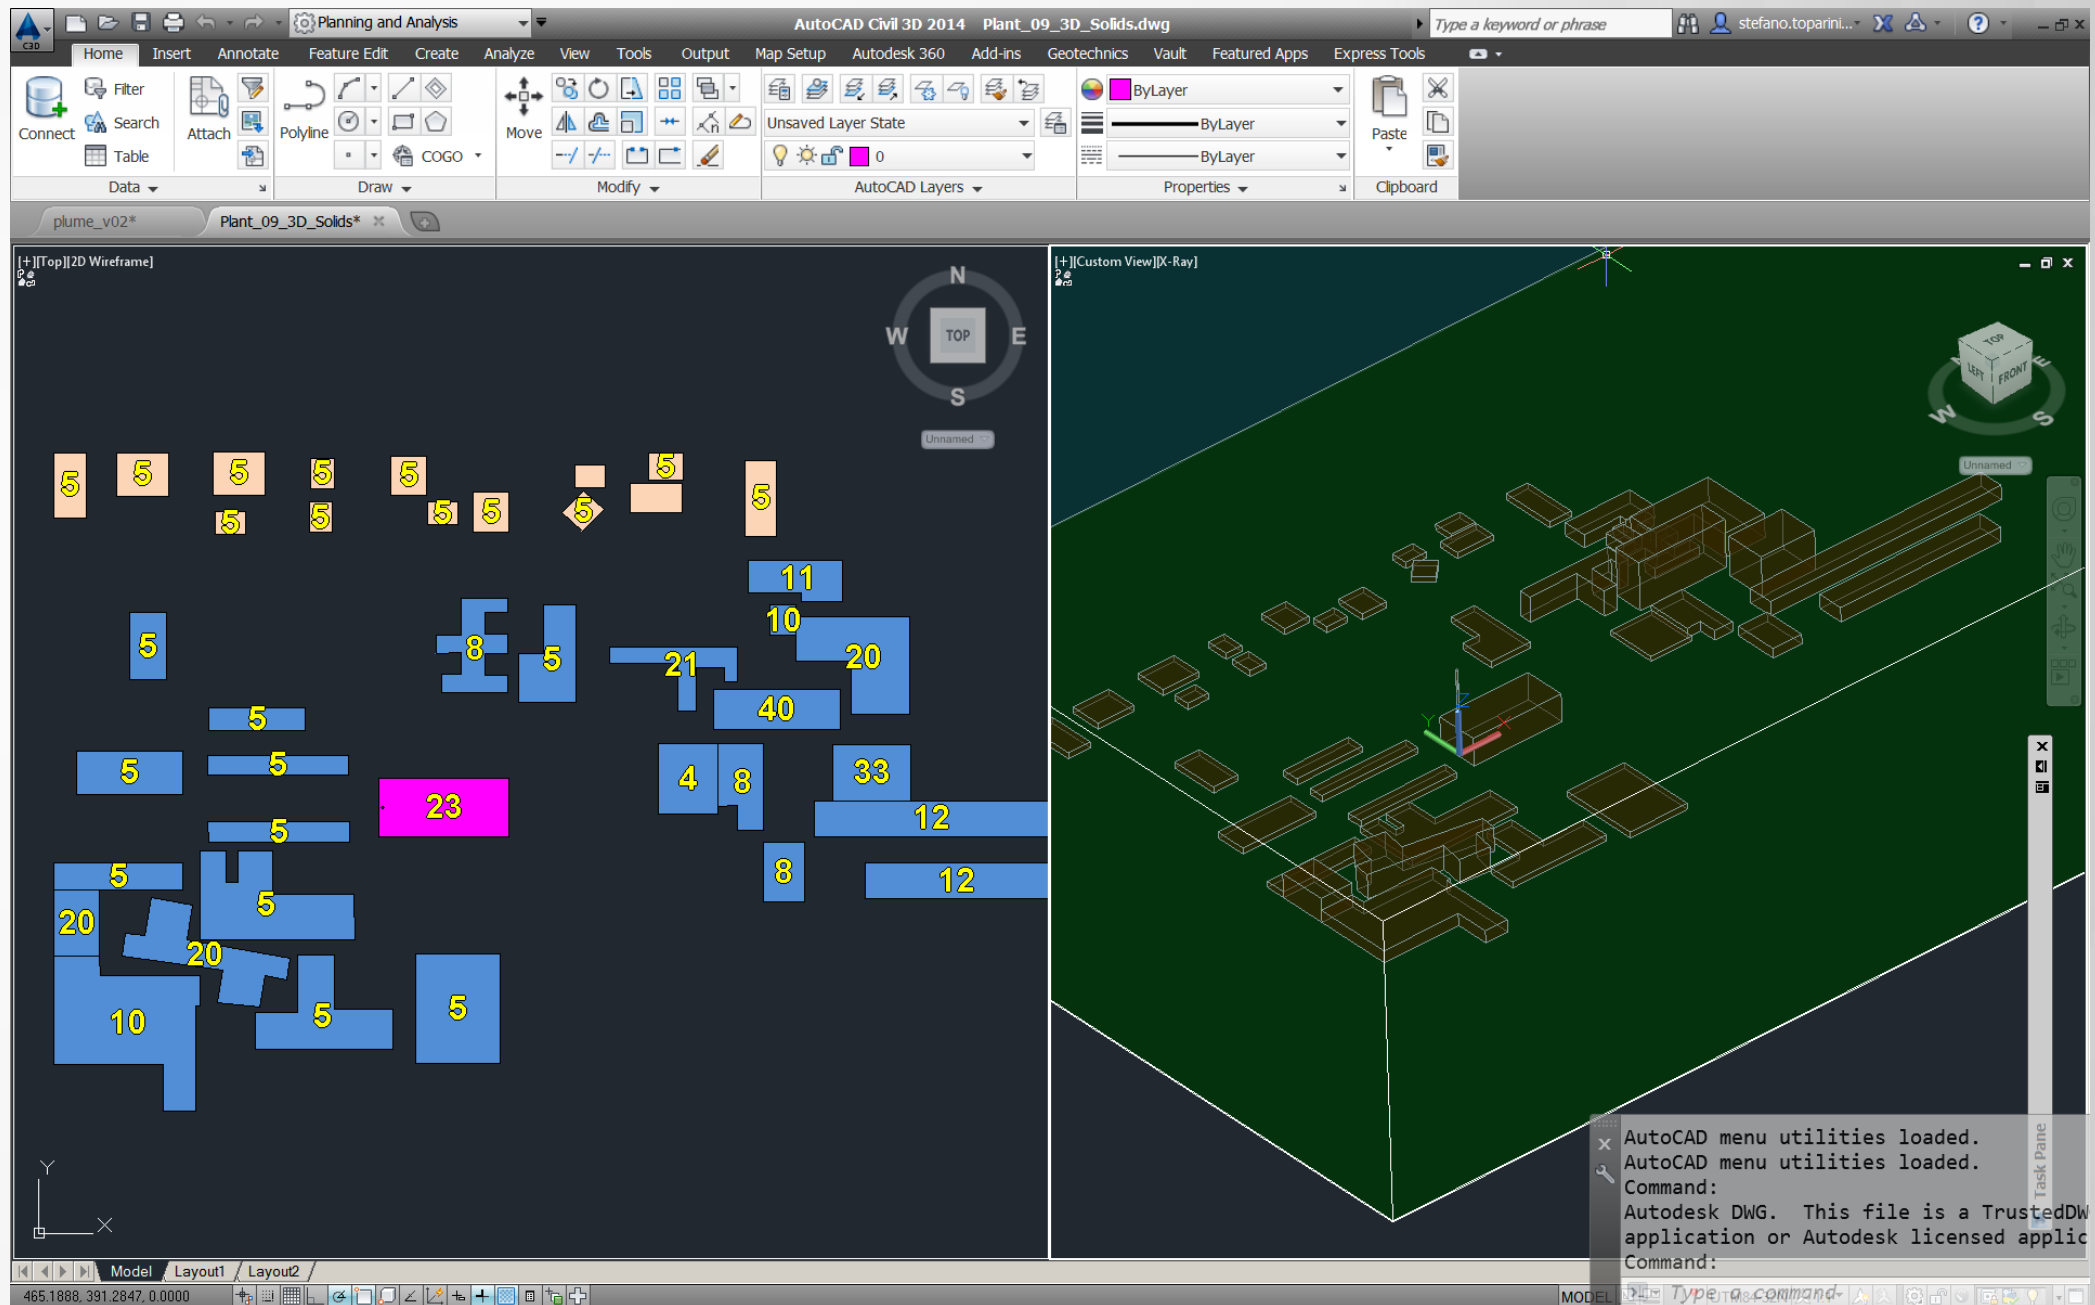 Planning and Analysis
AutoCAD Civil 3D 2014 Plant_09_3D_Solids.dwg
Type a keyword or phrase
stefano.toparini...
C3D
Home Insert Annotate Feature Edit Create Analyze View Tools Output Map Setup Autodesk 360 Add-ins Geotechnics Vault Featured Apps Express Tools
Connect
Filter
Search
Table
Attach
Polyline
COGO
Move
Unsaved Layer State
0
ByLayer
ByLayer
ByLayer
Paste
Data Draw Modify AutoCAD Layers Properties Clipboard
plume_v02* Plant_09_3D_Solids*
[+][Top][2D Wireframe]
[+][Custom View][X-Ray]
N
W TOP E
S
Unnamed
TOP
LEFT FRONT
E
W S
Unnamed
5 5 5 5 5 5
5 5 5 5 5 5
11
10
5 8 5 21 20
40
5
5 5 4 8 33
23 12
5
5 8 12
20 5
20
10 5 5
Y
X
Y Z X
AutoCAD menu utilities loaded.
AutoCAD menu utilities loaded.
Command:
Autodesk DWG. This file is a TrustedDW
application or Autodesk licensed applic
Command:
Task Pane
Model Layout1 Layout2
465.1888, 391.2847, 0.0000
MODEL
Type a command